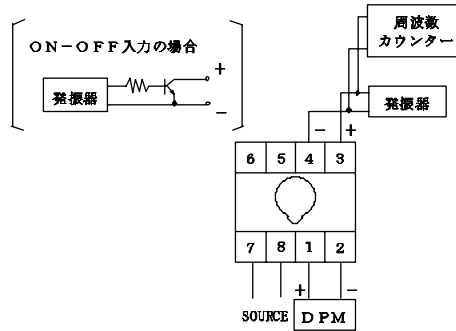 ON-OFF入力の場合
発振器
+
-
周波数
カウンター
発振器
- +
6 5 4 3
7 8 1 2
+ -
SOURCE DPM